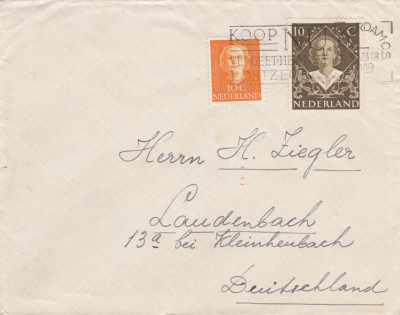 KOOP
10 C
NEDERLAND
10 C
NEDERLAND
Herrn H. Ziegler
Laudenbach
13a bei Kleinheubach
Deutschland